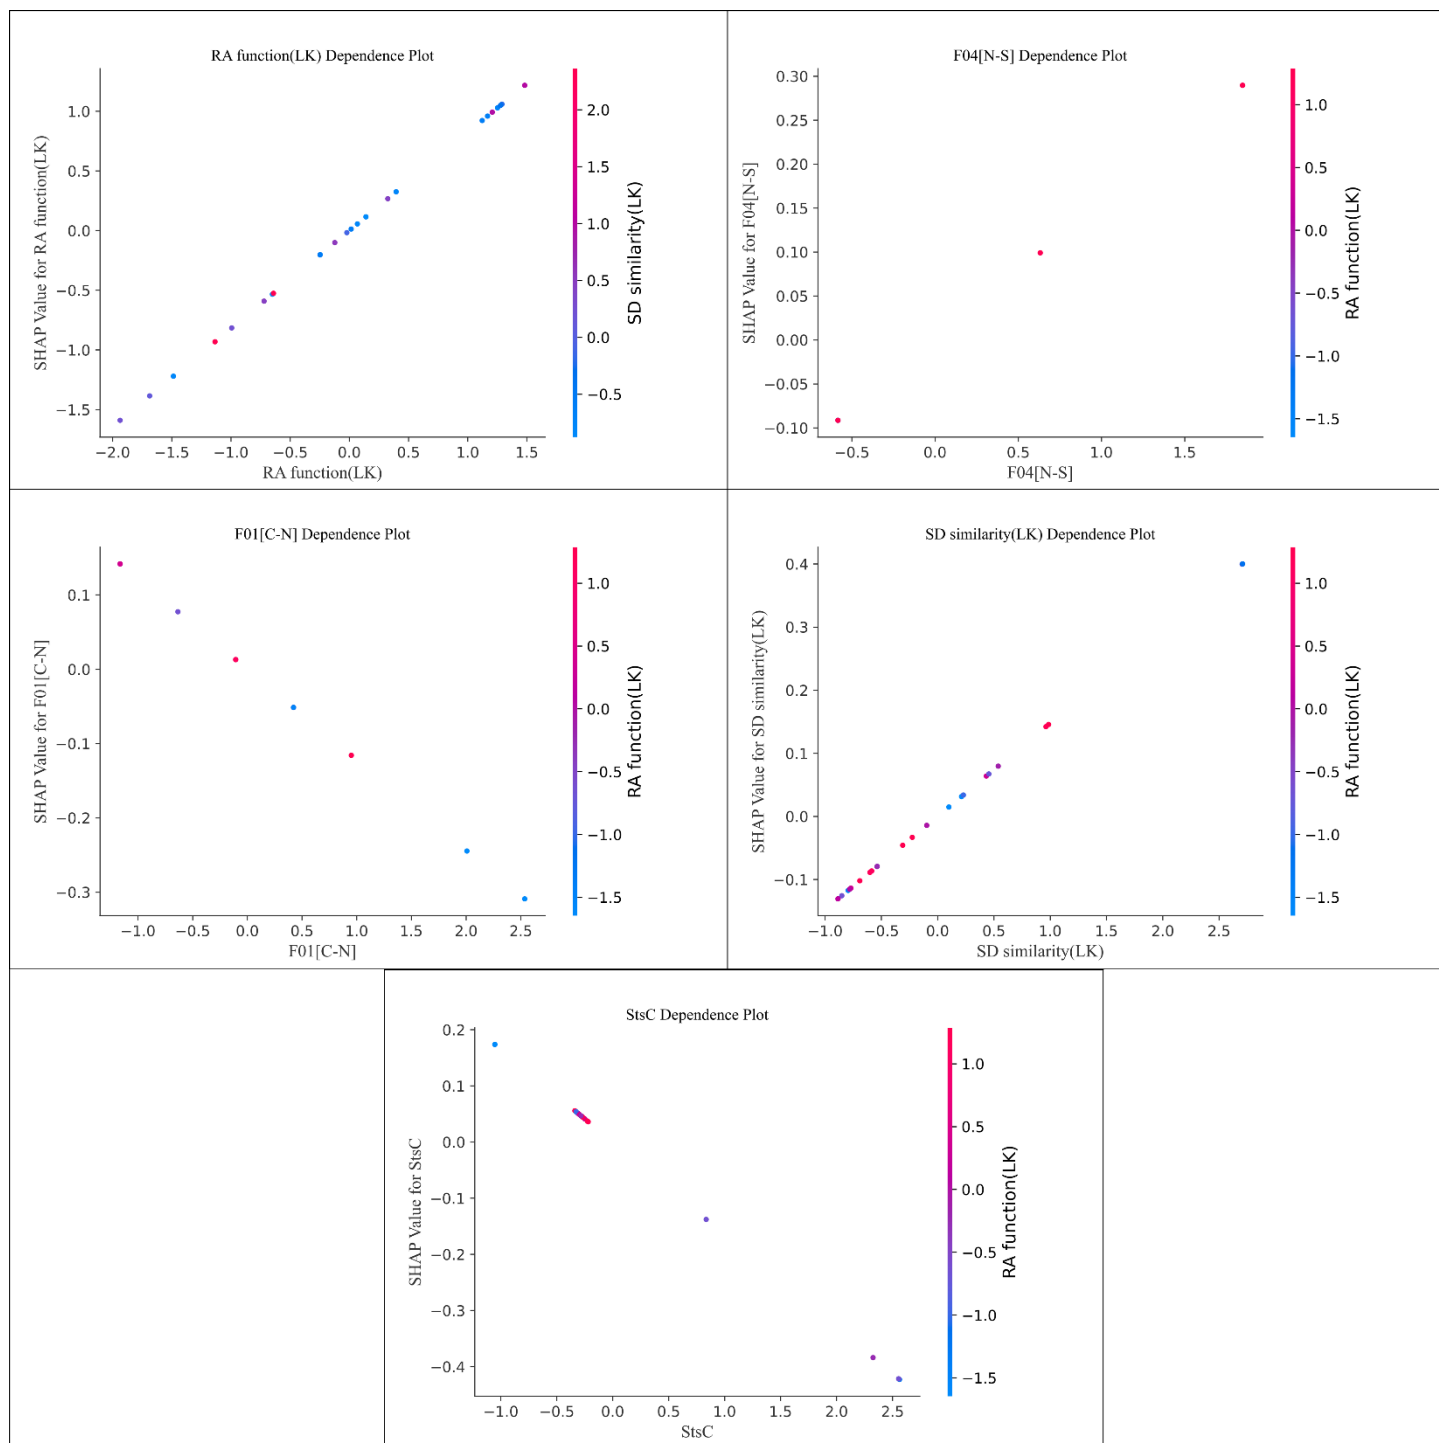 RA function(LK) Dependence Plot
1.0
0.5
0.0
−0.5
−1.0
−1.5
SHAP Value for RA function(LK)
−2.0 −1.5 −1.0 −0.5 0.0 0.5 1.0 1.5
RA function(LK)
2.0
1.5
1.0
0.5
0.0
−0.5
SD similarity(LK)
F04[N-S] Dependence Plot
0.30
0.25
0.20
0.15
0.10
0.05
0.00
−0.05
−0.10
SHAP Value for F04[N-S]
−0.5 0.0 0.5 1.0 1.5
F04[N-S]
1.0
0.5
0.0
−0.5
−1.0
−1.5
RA function(LK)
F01[C-N] Dependence Plot
0.1
0.0
−0.1
−0.2
−0.3
SHAP Value for F01[C-N]
−1.0 −0.5 0.0 0.5 1.0 1.5 2.0 2.5
F01[C-N]
1.0
0.5
0.0
−0.5
−1.0
−1.5
RA function(LK)
SD similarity(LK) Dependence Plot
0.4
0.3
0.2
0.1
0.0
−0.1
SHAP Value for SD similarity(LK)
−1.0 −0.5 0.0 0.5 1.0 1.5 2.0 2.5
SD similarity(LK)
1.0
0.5
0.0
−0.5
−1.0
−1.5
RA function(LK)
StsC Dependence Plot
0.2
0.1
0.0
−0.1
−0.2
−0.3
−0.4
SHAP Value for StsC
−1.0 −0.5 0.0 0.5 1.0 1.5 2.0 2.5
StsC
1.0
0.5
0.0
−0.5
−1.0
−1.5
RA function(LK)